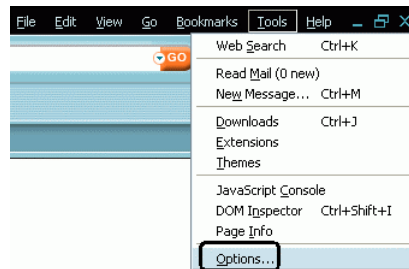 File Edit View Go Bookmarks Tools Help
GO
Web Search Ctrl+K
Read Mail (0 new)
New Message... Ctrl+M
Downloads Ctrl+J
Extensions
Themes
JavaScript Console
DOM Inspector Ctrl+Shift+I
Page Info
Options...